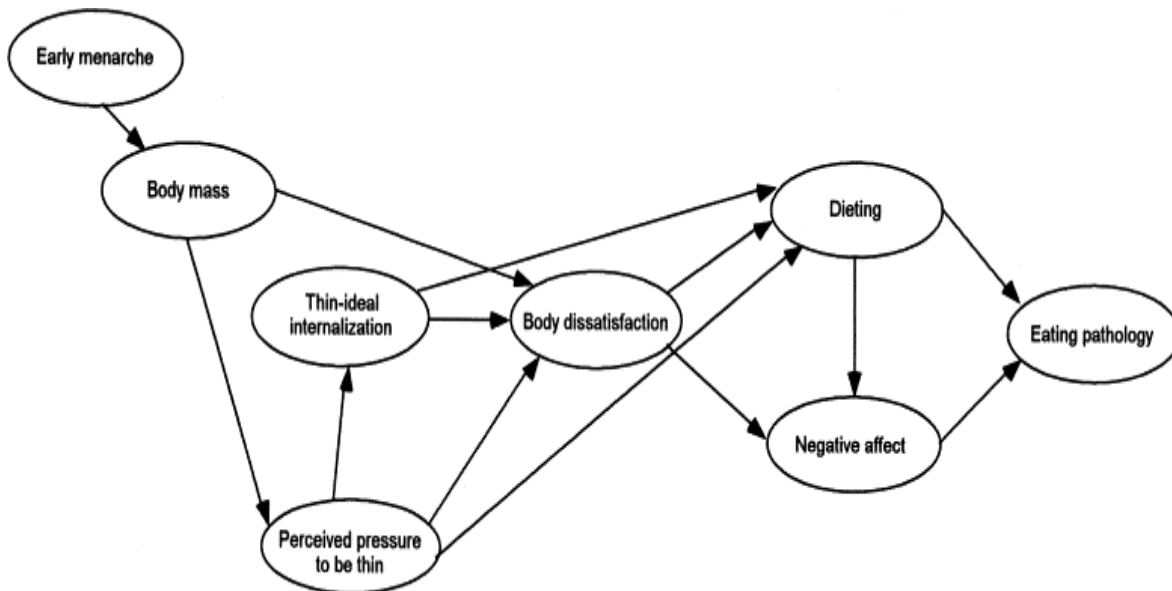 Early menarche
Body mass
Dieting
Thin-ideal
internalization
Body dissatisfaction
Eating pathology
Negative affect
Perceived pressure
to be thin